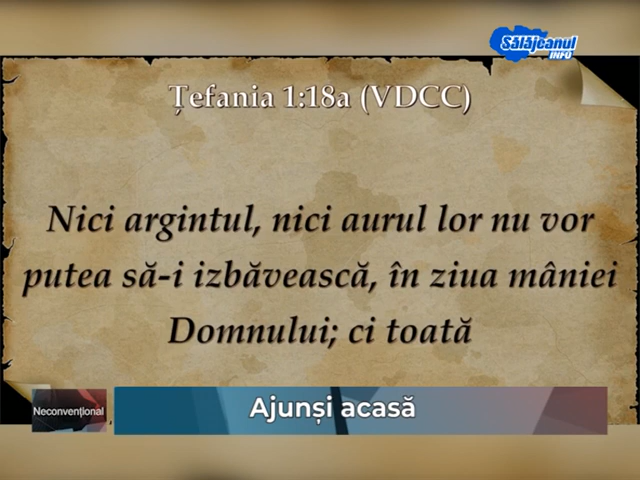 Sălăjeanul
INFO
Țefania 1:18a (VDCC)
Nici argintul, nici aurul lor nu vor
putea să-i izbăvească, în ziua mâniei
Domnului; ci toată
Neconvențional
Ajunși acasă